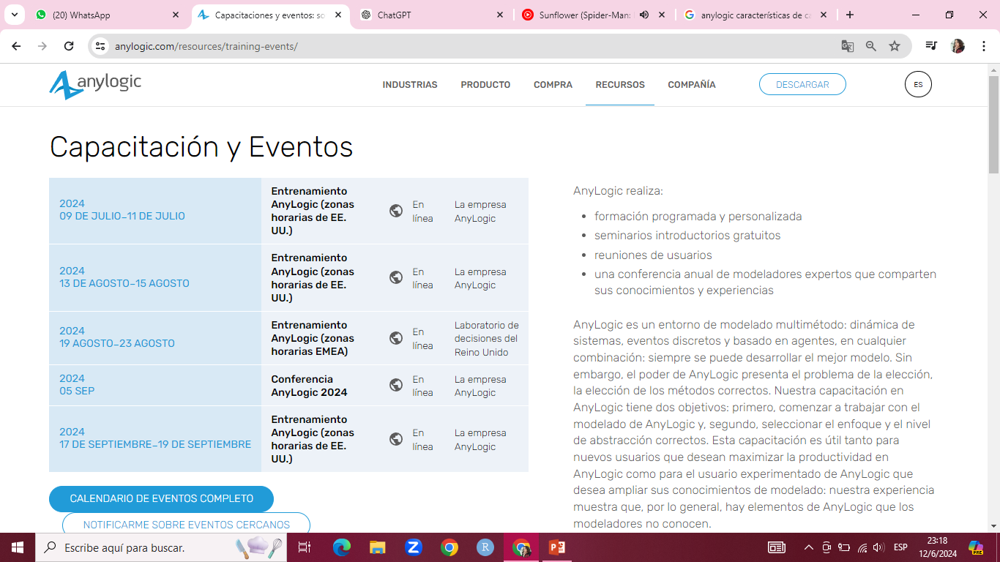 (20) WhatsApp
Capacitaciones y eventos: so
ChatGPT
Sunflower (Spider-Man:
anylogic características de ca
anylogic.com/resources/training-events/
anylogic
INDUSTRIAS
PRODUCTO
COMPRA
RECURSOS
COMPAÑÍA
DESCARGAR
ES
Capacitación y Eventos
2024
09 DE JULIO–11 DE JULIO
Entrenamiento
AnyLogic (zonas
horarias de EE.
UU.)
En
línea
La empresa
AnyLogic
2024
13 DE AGOSTO–15 AGOSTO
Entrenamiento
AnyLogic (zonas
horarias de EE.
UU.)
En
línea
La empresa
AnyLogic
2024
19 AGOSTO–23 AGOSTO
Entrenamiento
AnyLogic (zonas
horarias EMEA)
En
línea
Laboratorio de
decisiones del
Reino Unido
2024
05 SEP
Conferencia
AnyLogic 2024
En
línea
La empresa
AnyLogic
2024
17 DE SEPTIEMBRE–19 DE SEPTIEMBRE
Entrenamiento
AnyLogic (zonas
horarias de EE.
UU.)
En
línea
La empresa
AnyLogic
CALENDARIO DE EVENTOS COMPLETO
NOTIFICARME SOBRE EVENTOS CERCANOS
AnyLogic realiza:
• formación programada y personalizada
• seminarios introductorios gratuitos
• reuniones de usuarios
• una conferencia anual de modeladores expertos que comparten
sus conocimientos y experiencias
AnyLogic es un entorno de modelado multimétodo: dinámica de
sistemas, eventos discretos y basado en agentes, en cualquier
combinación: siempre se puede desarrollar el mejor modelo. Sin
embargo, el poder de AnyLogic presenta el problema de la elección,
la elección de los métodos correctos. Nuestra capacitación en
AnyLogic tiene dos objetivos: primero, comenzar a trabajar con el
modelado de AnyLogic y, segundo, seleccionar el enfoque y el nivel
de abstracción correctos. Esta capacitación es útil tanto para
nuevos usuarios que desean maximizar la productividad en
AnyLogic como para el usuario experimentado de AnyLogic que
desea ampliar sus conocimientos de modelado: nuestra experiencia
muestra que, por lo general, hay elementos de AnyLogic que los
modeladores no conocen.
Escribe aquí para buscar.
ESP
23:18
12/6/2024
PRE